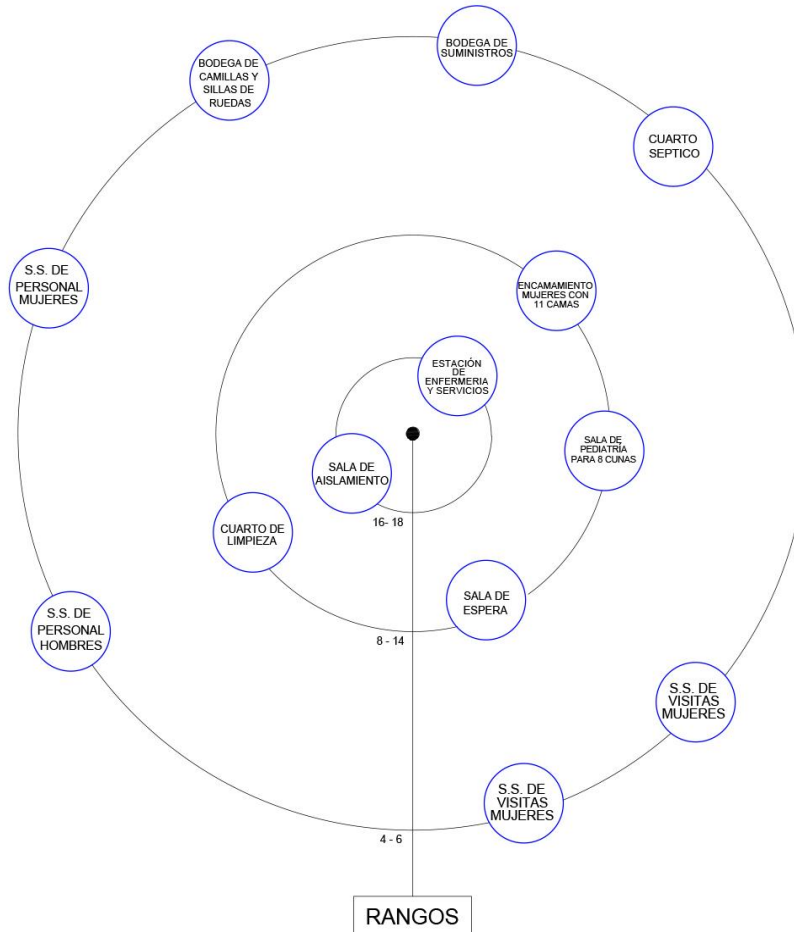 BODEGA DE
SUMINISTROS
BODEGA DE
CAMILLAS Y
SILLAS DE
RUEDAS
CUARTO
SEPTICO
S.S. DE
PERSONAL
MUJERES
ENCAMAMIENTO
MUJERES CON
11 CAMAS
ESTACIÓN
DE
ENFERMERIA
Y SERVICIOS
SALA DE
PEDIATRÍA
PARA 8 CUNAS
SALA DE
AISLAMIENTO
16- 18
CUARTO DE
LIMPIEZA
SALA DE
ESPERA
8 - 14
S.S. DE
PERSONAL
HOMBRES
S.S. DE
VISITAS
MUJERES
S.S. DE
VISITAS
MUJERES
4 - 6
RANGOS